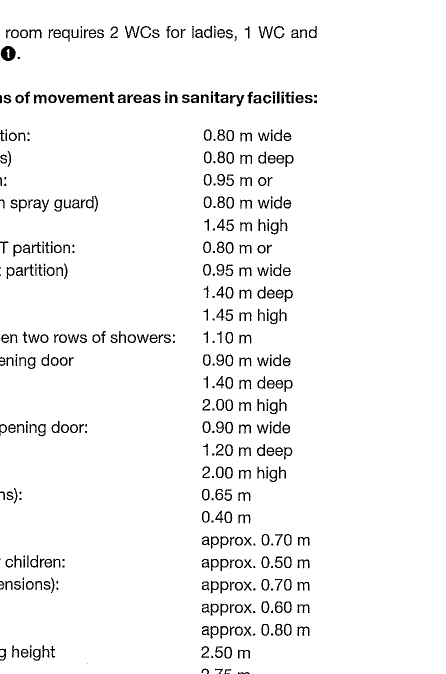 room requires 2 WCs for ladies, 1 WC and
❶.
s of movement areas in sanitary facilities:
tion: 0.80 m wide
s) 0.80 m deep
: 0.95 m or
spray guard) 0.80 m wide
1.45 m high
T partition: 0.80 m or
partition) 0.95 m wide
1.40 m deep
1.45 m high
en two rows of showers: 1.10 m
ening door 0.90 m wide
1.40 m deep
2.00 m high
pening door: 0.90 m wide
1.20 m deep
2.00 m high
ns): 0.65 m
0.40 m
approx. 0.70 m
children: approx. 0.50 m
ensions): approx. 0.70 m
approx. 0.60 m
approx. 0.80 m
g height 2.50 m